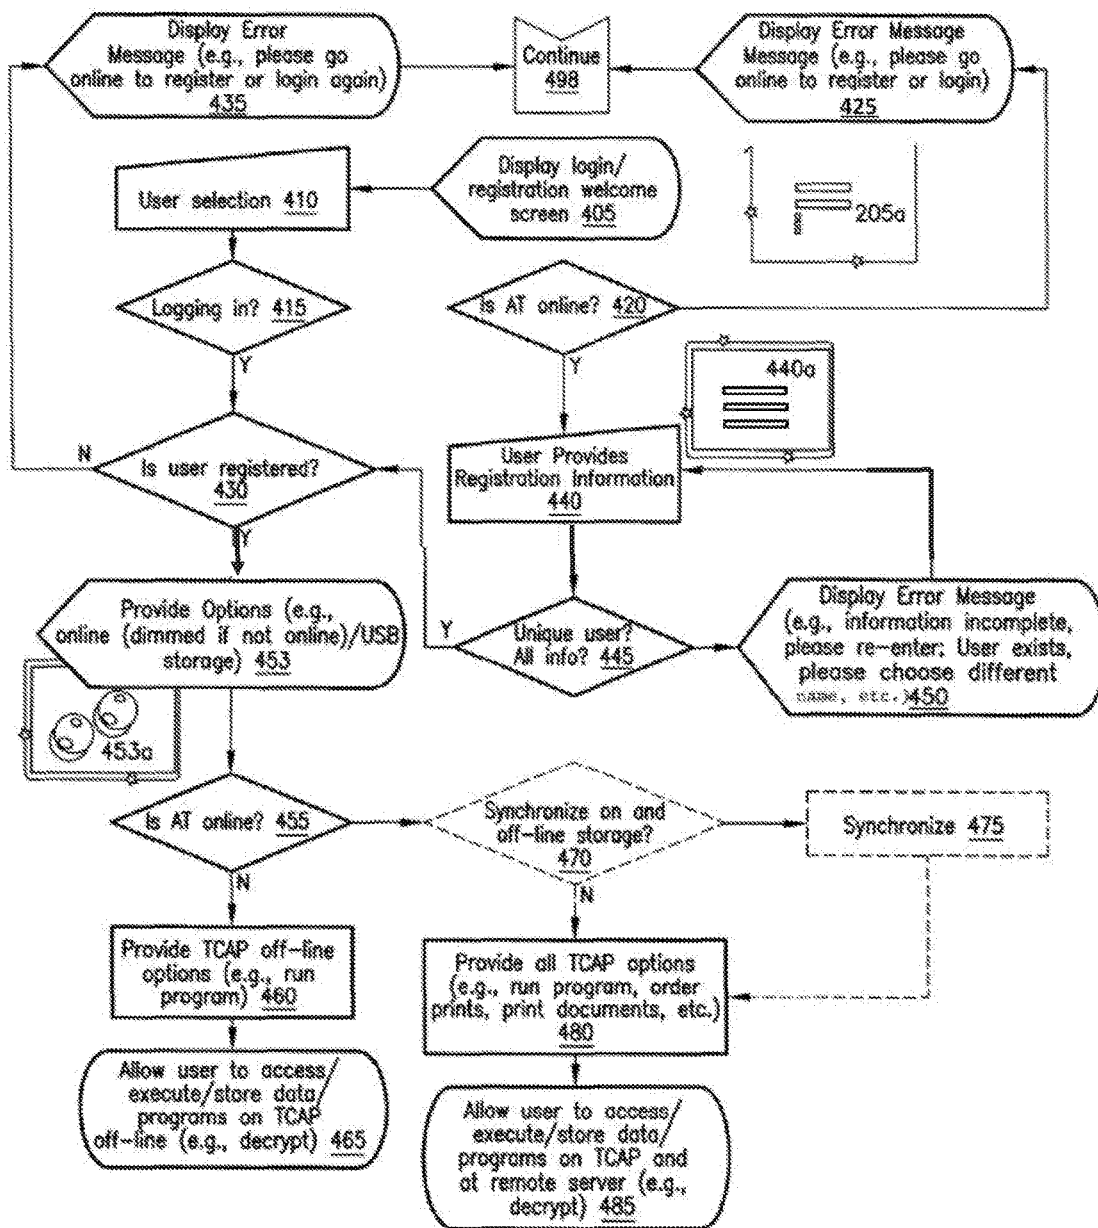 Display Error
Message (e.g., please go
online to register or login again)
435
Continue
498
Display Error Message
Message (e.g., please go
online to register or login)
425
User selection 410
Display login/
registration welcome
screen 405
205a
Logging in? 415
Is AT online? 420
Y
Y
440a
N
Is user registered?
430
User Provides
Registration Information
440
Y
Provide Options (e.g.,
online (dimmed if not online)/USB
storage) 453
Y
Unique user?
All info? 445
Display Error Message
(e.g., information incomplete,
please re-enter; User exists,
please choose different
name, etc.)450
453a
Is AT online? 455
Synchronize on and
off-line storage?
470
Synchronize 475
N
N
Provide TCAP off-line
options (e.g., run
program) 460
Provide all TCAP options
(e.g., run program, order
prints, print documents, etc.)
480
Allow user to access/
execute/store data/
programs on TCAP
off-line (e.g., decrypt) 465
Allow user to access/
execute/store data/
programs on TCAP and
at remote server (e.g.,
decrypt) 485